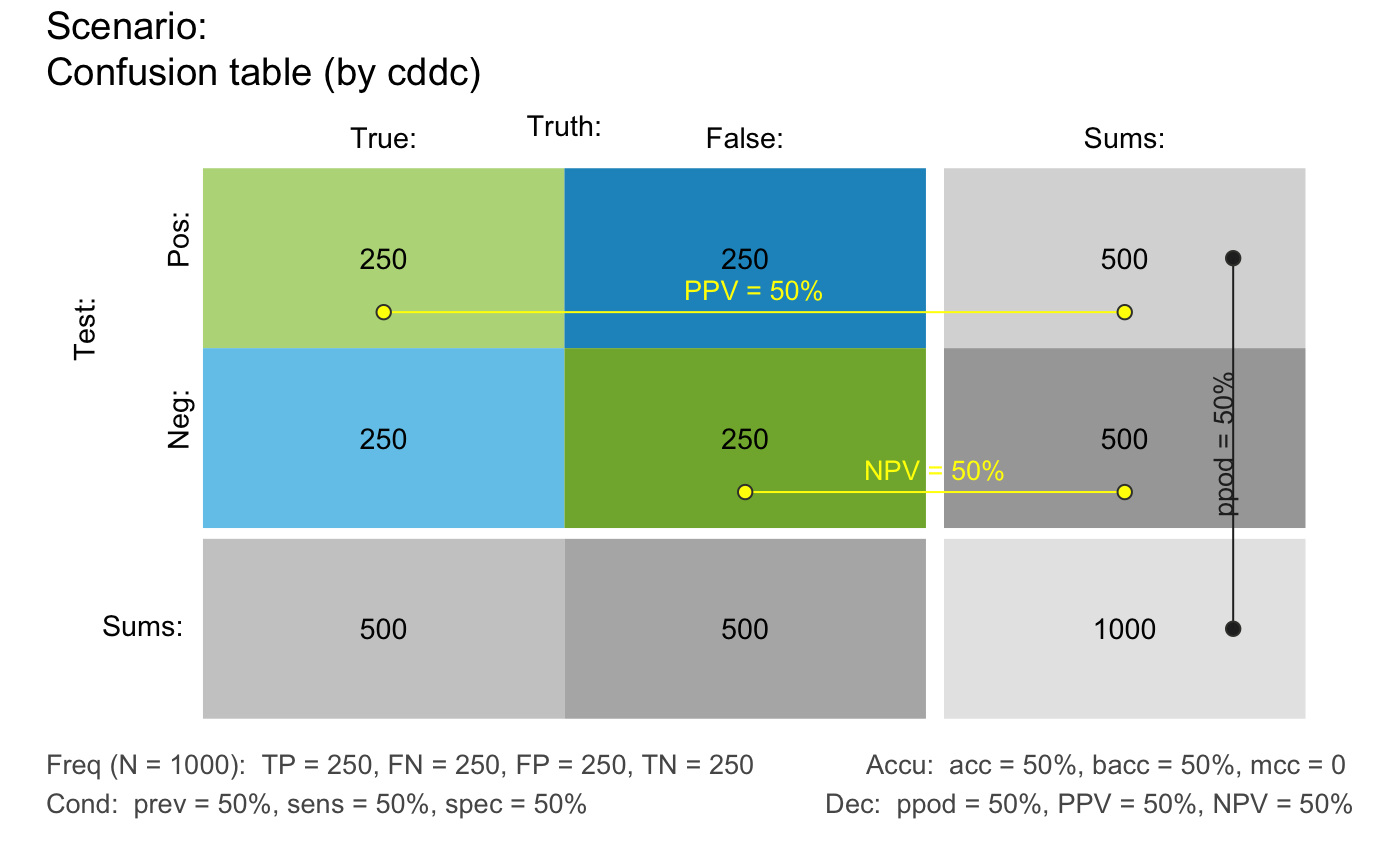 Scenario:
Confusion table (by cddc)
Truth:
True: False: Sums:
Test:
Pos: 250 250 500
PPV = 50%
Neg: 250 250 500
NPV = 50%
ppod = 50%
Sums: 500 500 1000
Freq (N = 1000): TP = 250, FN = 250, FP = 250, TN = 250 Accu: acc = 50%, bacc = 50%, mcc = 0
Cond: prev = 50%, sens = 50%, spec = 50% Dec: ppod = 50%, PPV = 50%, NPV = 50%